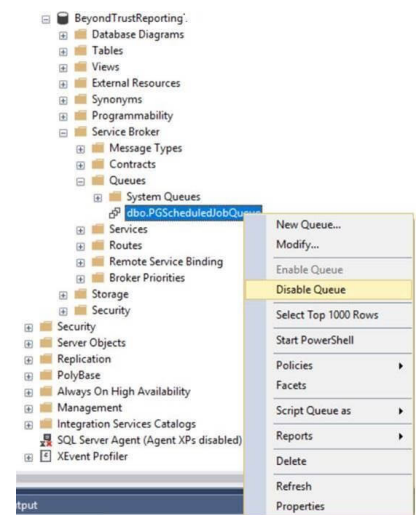 BeyondTrustReporting'.
Database Diagrams
Tables
Views
External Resources
Synonyms
Programmability
Service Broker
Message Types
Contracts
Queues
System Queues
dbo.PGScheduledJobQueue
Services
Routes
Remote Service Binding
Broker Priorities
Storage
Security
Security
Server Objects
Replication
PolyBase
Always On High Availability
Management
Integration Services Catalogs
SQL Server Agent (Agent XPs disabled)
XEvent Profiler
New Queue...
Modify...
Enable Queue
Disable Queue
Select Top 1000 Rows
Start PowerShell
Policies
Facets
Script Queue as
Reports
Delete
Refresh
Properties
tput